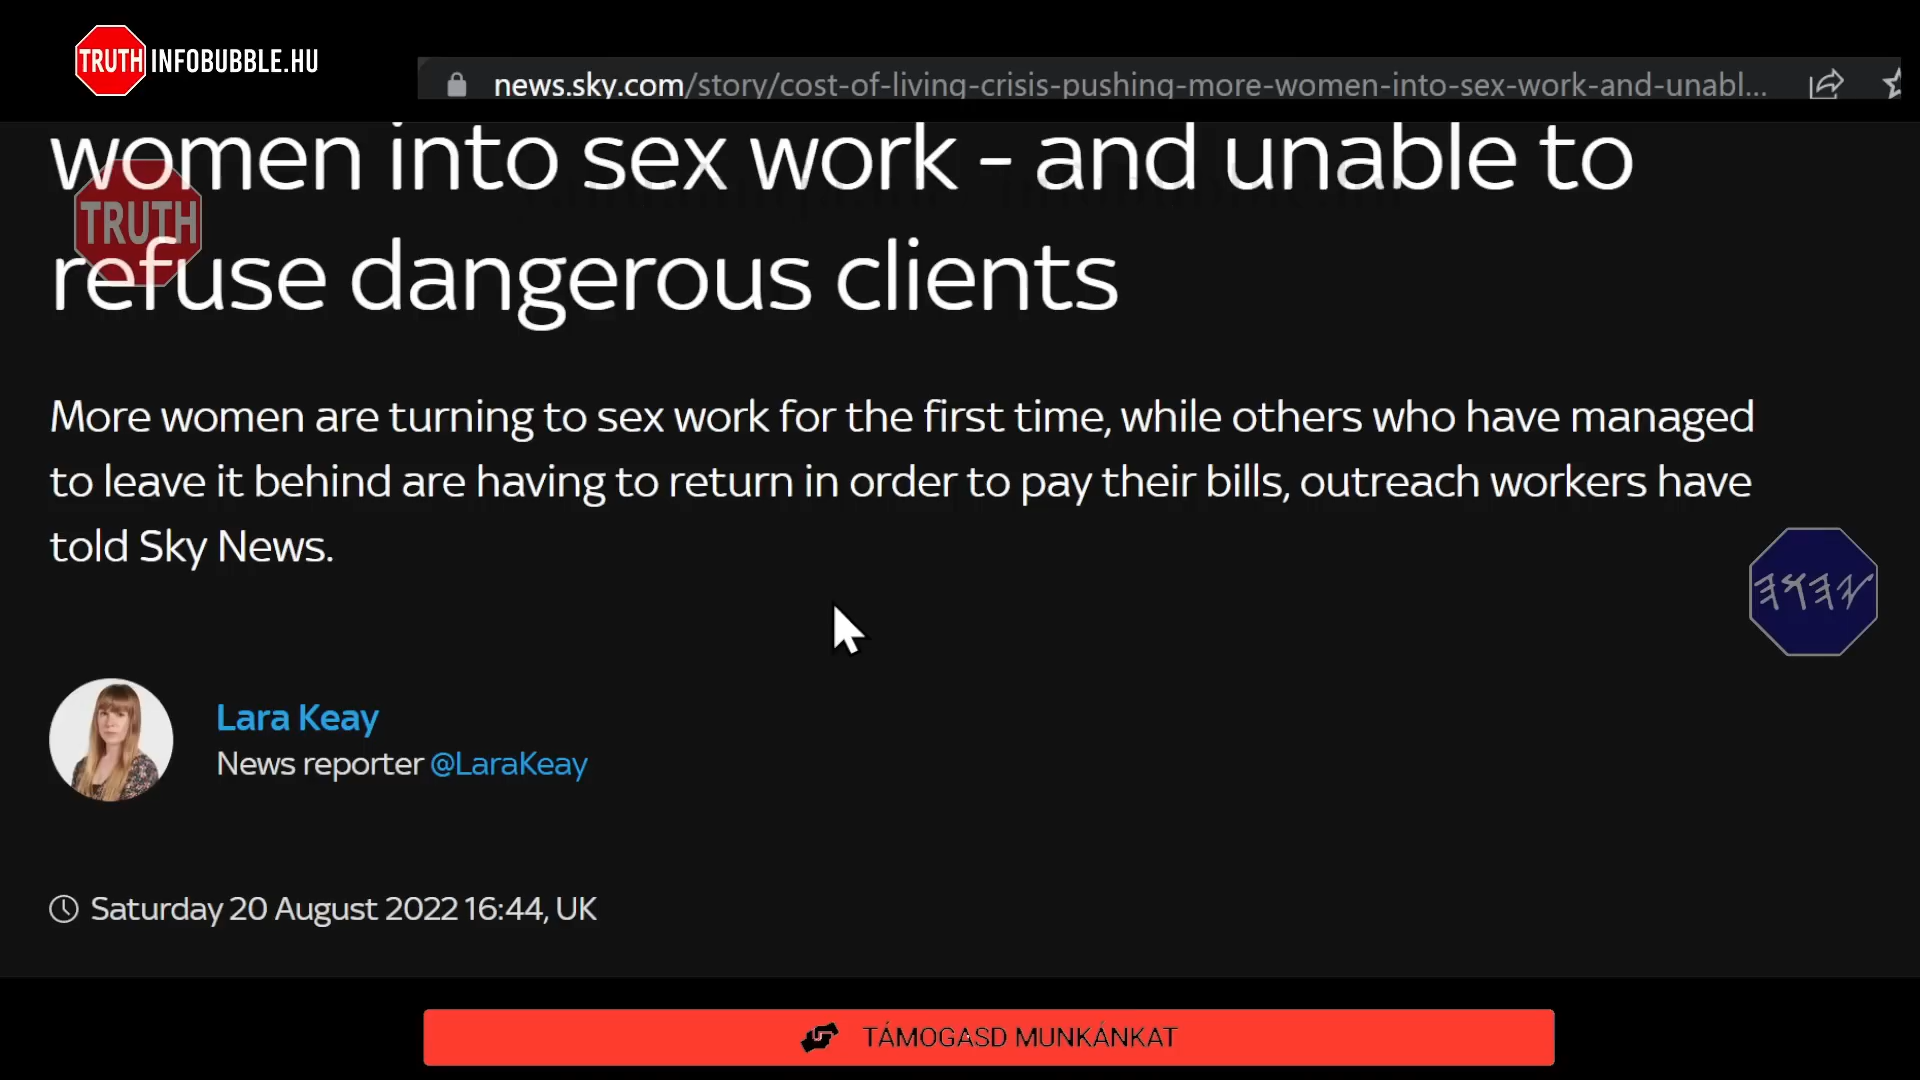 TRUTH INFOBUBBLE.HU
news.sky.com/story/cost-of-living-crisis-pushing-more-women-into-sex-work-and-unabl...
women into sex work - and unable to
TRUTH
refuse dangerous clients
More women are turning to sex work for the first time, while others who have managed
to leave it behind are having to return in order to pay their bills, outreach workers have
told Sky News.
𐤉𐤄𐤅𐤄
Lara Keay
News reporter @LaraKeay
Saturday 20 August 2022 16:44, UK
TÁMOGASD MUNKÁNKAT